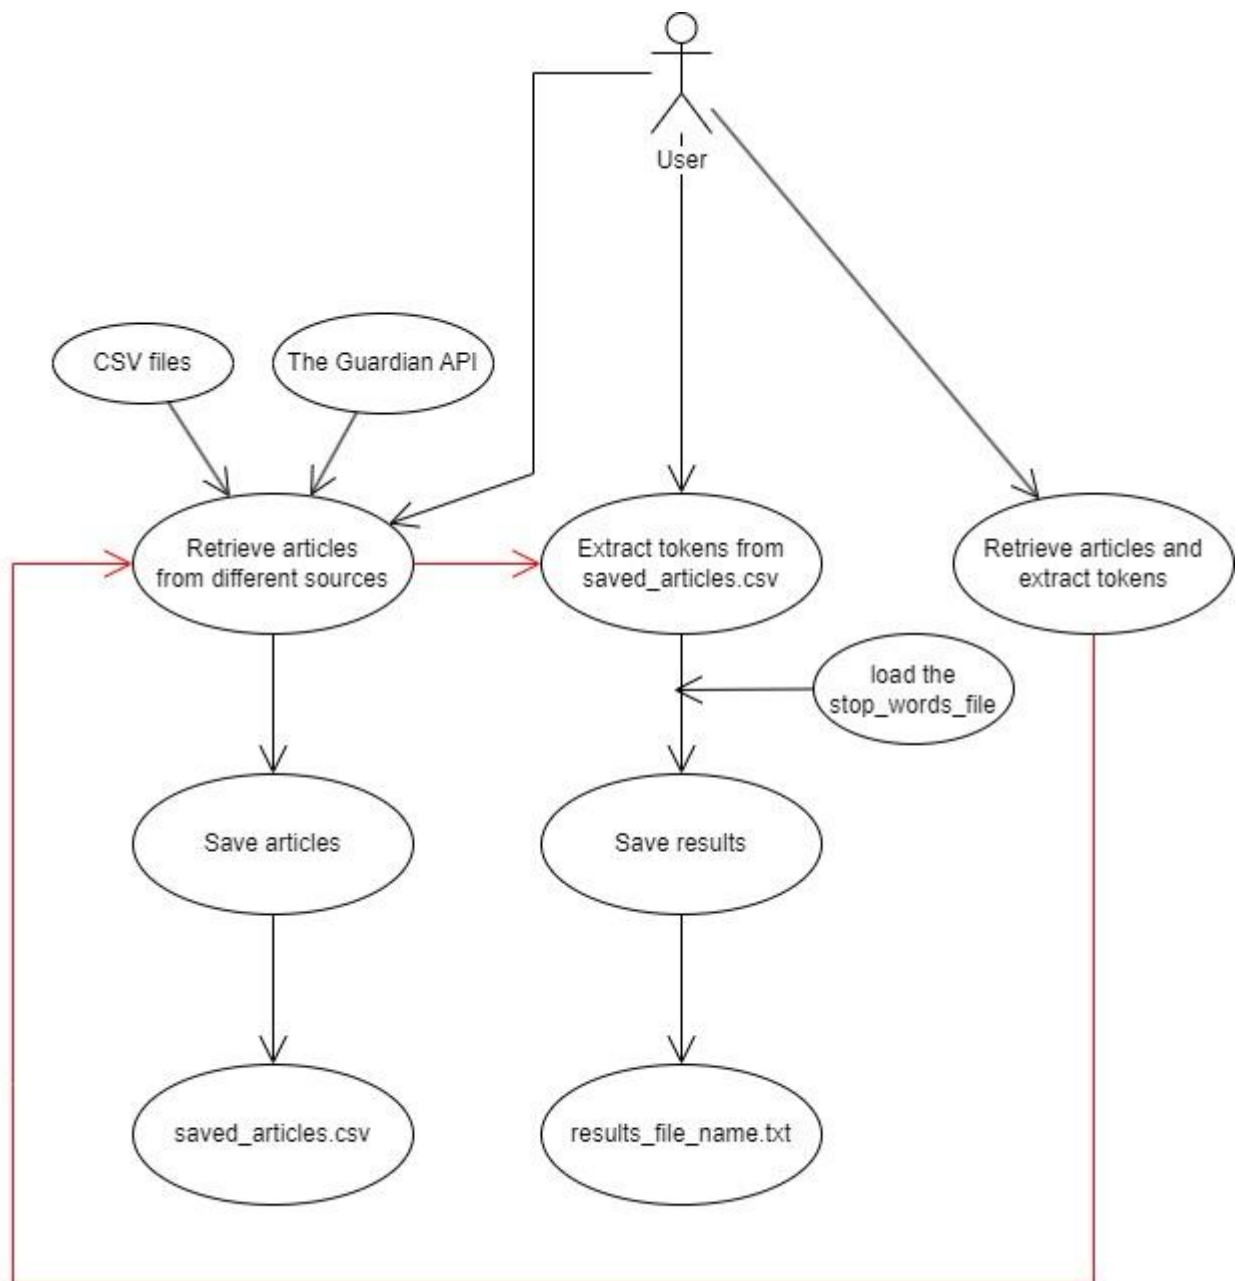 User
CSV files
The Guardian API
Retrieve articles
from different sources
Extract tokens from
saved_articles.csv
Retrieve articles and
extract tokens
load the
stop_words_file
Save articles
Save results
saved_articles.csv
results_file_name.txt